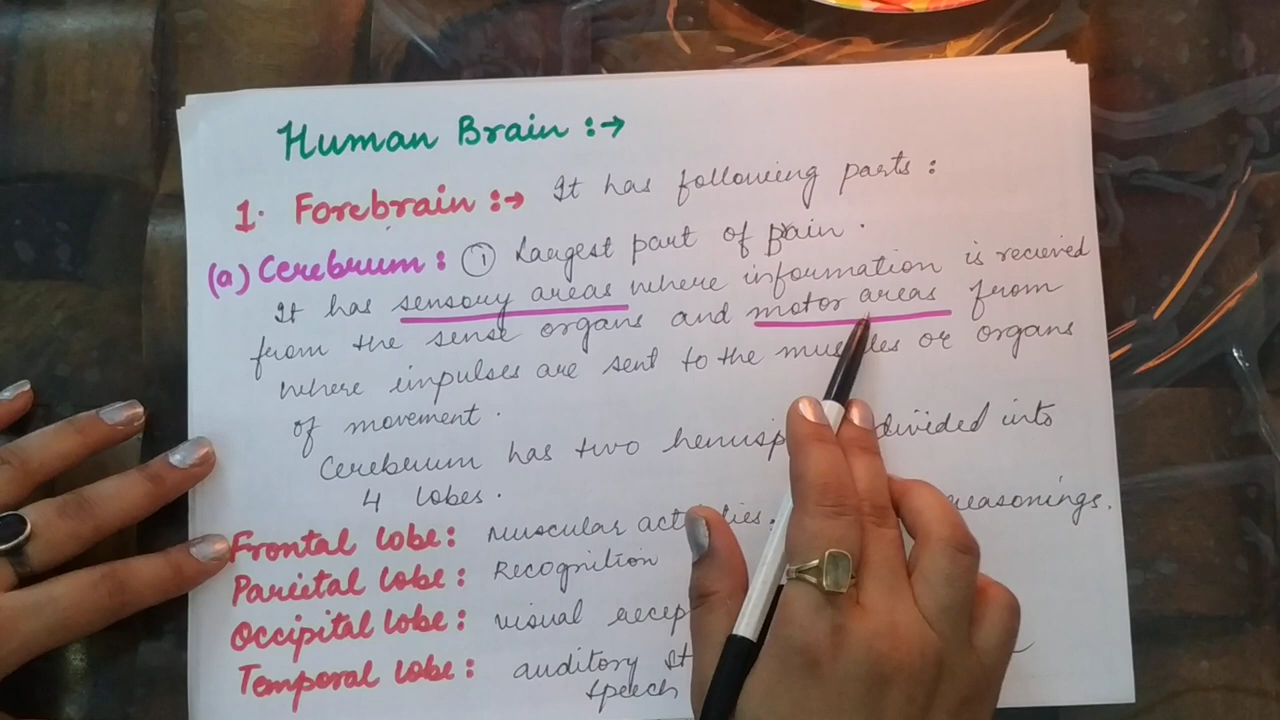 Human Brain :→
1. Forebrain :→ It has following parts :
(a) Cerebrum : ① Largest part of brain .
It has sensory areas where information is recieved
from the sense organs and motor areas from
where impulses are sent to the muscles or organs
of movement .
Cerebrum has two divided into
4 lobes .
Frontal lobe : Muscular activities. reasonings.
Parietal lobe : Recognition
Occipital lobe : visual
Temporal lobe : auditory It
speech